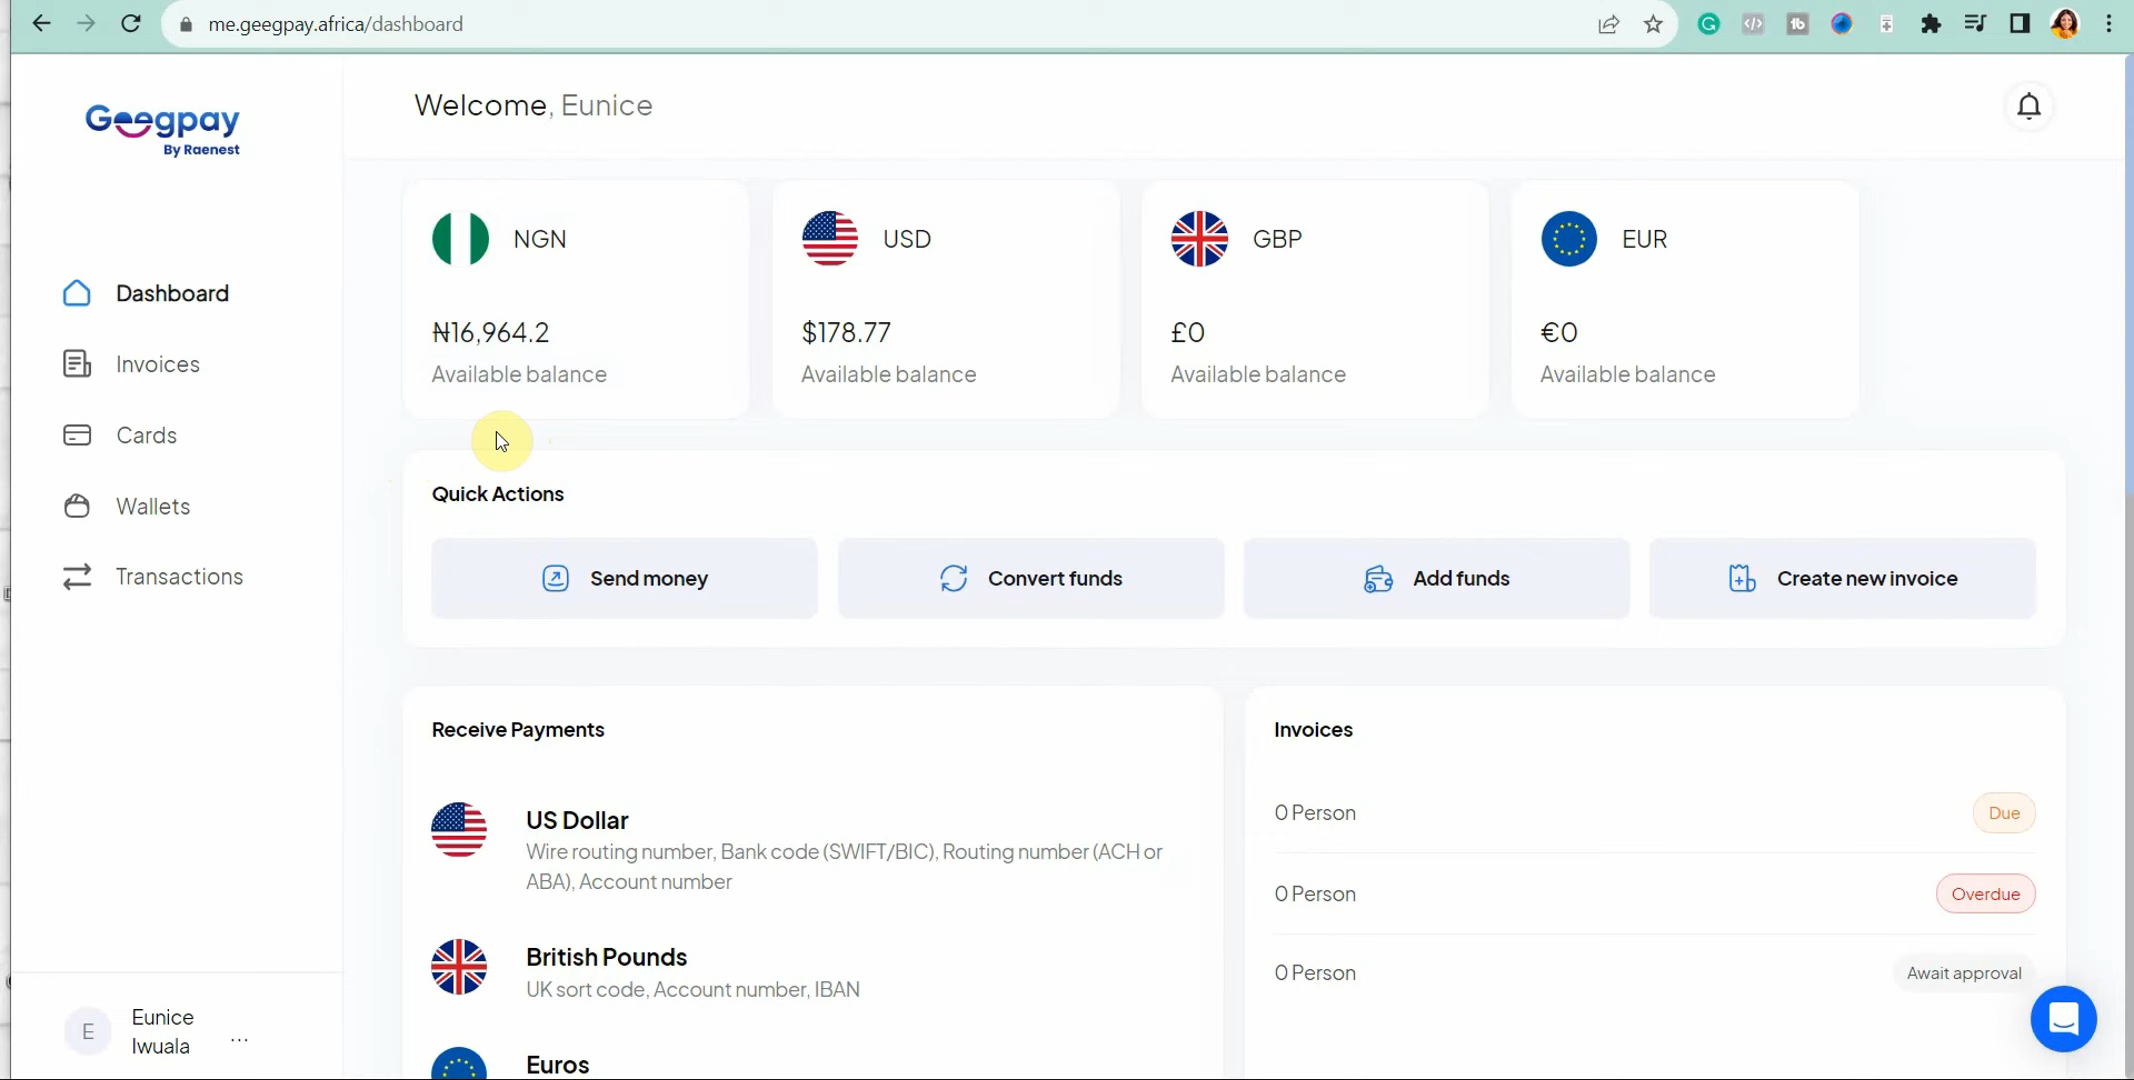 me.geegpay.africa/dashboard
Geegpay
By Raenest
Welcome, Eunice
Dashboard
Invoices
Cards
Wallets
Transactions
Eunice
Iwuala
...
E
NGN
₦16,964.2
Available balance
USD
$178.77
Available balance
GBP
£0
Available balance
EUR
€0
Available balance
Quick Actions
Send money
Convert funds
Add funds
Create new invoice
Receive Payments
US Dollar
Wire routing number, Bank code (SWIFT/BIC), Routing number (ACH or
ABA), Account number
British Pounds
UK sort code, Account number, IBAN
Euros
Invoices
0 Person
Due
0 Person
Overdue
0 Person
Await approval